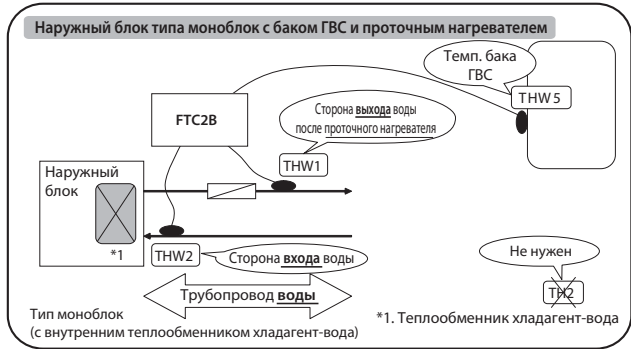 Наружный блок типа моноблок с баком ГВС и проточным нагревателем
Темп. бака
ГВС
THW 5
FTC2B
Сторона выхода воды
после проточного нагревателя
THW1
Наружный
блок
*1
THW2
Сторона входа воды
Не нужен
TH2
Трубопровод воды
*1. Теплообменник хладагент-вода
Тип моноблок
(с внутренним теплообменником хладагент-вода)